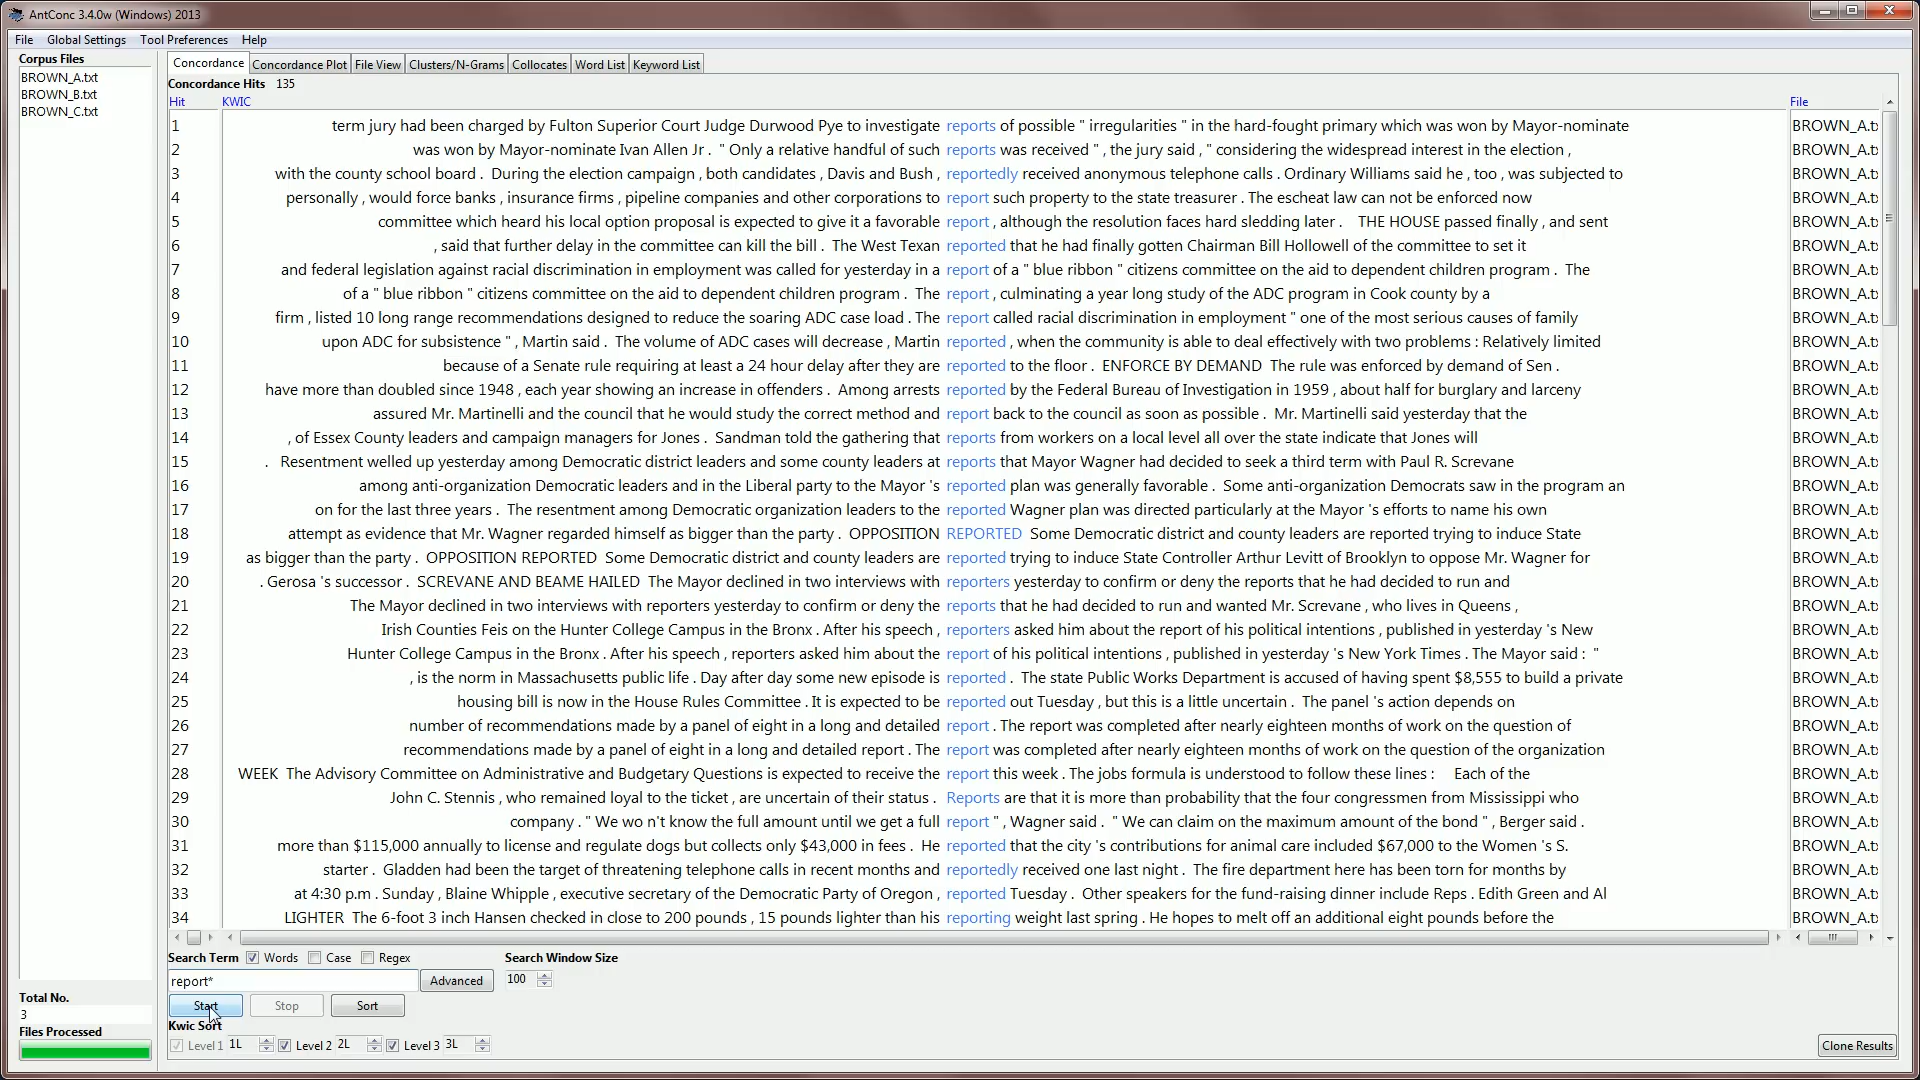 AntConc 3.4.0w (Windows) 2013
File Global Settings Tool Preferences Help
Corpus Files
BROWN_A.txt
BROWN_B.txt
BROWN_C.txt
Concordance Concordance Plot File View Clusters/N-Grams Collocates Word List Keyword List
Concordance Hits 135
Hit KWIC File
1 term jury had been charged by Fulton Superior Court Judge Durwood Pye to investigate reports of possible " irregularities " in the hard-fought primary which was won by Mayor-nominate BROWN_A.t
2 was won by Mayor-nominate Ivan Allen Jr . " Only a relative handful of such reports was received " , the jury said , " considering the widespread interest in the election , BROWN_A.t
3 with the county school board . During the election campaign , both candidates , Davis and Bush , reportedly received anonymous telephone calls . Ordinary Williams said he , too , was subjected to BROWN_A.t
4 personally , would force banks , insurance firms , pipeline companies and other corporations to report such property to the state treasurer . The escheat law can not be enforced now BROWN_A.t
5 committee which heard his local option proposal is expected to give it a favorable report , although the resolution faces hard sledding later . THE HOUSE passed finally , and sent BROWN_A.t
6 , said that further delay in the committee can kill the bill . The West Texan reported that he had finally gotten Chairman Bill Hollowell of the committee to set it BROWN_A.t
7 and federal legislation against racial discrimination in employment was called for yesterday in a report of a " blue ribbon " citizens committee on the aid to dependent children program . The BROWN_A.t
8 of a " blue ribbon " citizens committee on the aid to dependent children program . The report , culminating a year long study of the ADC program in Cook county by a BROWN_A.t
9 firm , listed 10 long range recommendations designed to reduce the soaring ADC case load . The report called racial discrimination in employment " one of the most serious causes of family BROWN_A.t
10 upon ADC for subsistence " , Martin said . The volume of ADC cases will decrease , Martin reported , when the community is able to deal effectively with two problems : Relatively limited BROWN_A.t
11 because of a Senate rule requiring at least a 24 hour delay after they are reported to the floor . ENFORCE BY DEMAND The rule was enforced by demand of Sen . BROWN_A.t
12 have more than doubled since 1948 , each year showing an increase in offenders . Among arrests reported by the Federal Bureau of Investigation in 1959 , about half for burglary and larceny BROWN_A.t
13 assured Mr. Martinelli and the council that he would study the correct method and report back to the council as soon as possible . Mr. Martinelli said yesterday that the BROWN_A.t
14 , of Essex County leaders and campaign managers for Jones . Sandman told the gathering that reports from workers on a local level all over the state indicate that Jones will BROWN_A.t
15 . Resentment welled up yesterday among Democratic district leaders and some county leaders at reports that Mayor Wagner had decided to seek a third term with Paul R. Screvane BROWN_A.t
16 among anti-organization Democratic leaders and in the Liberal party to the Mayor 's reported plan was generally favorable . Some anti-organization Democrats saw in the program an BROWN_A.t
17 on for the last three years . The resentment among Democratic organization leaders to the reported Wagner plan was directed particularly at the Mayor 's efforts to name his own BROWN_A.t
18 attempt as evidence that Mr. Wagner regarded himself as bigger than the party . OPPOSITION REPORTED Some Democratic district and county leaders are reported trying to induce State BROWN_A.t
19 as bigger than the party . OPPOSITION REPORTED Some Democratic district and county leaders are reported trying to induce State Controller Arthur Levitt of Brooklyn to oppose Mr. Wagner for BROWN_A.t
20 . Gerosa 's successor . SCREVANE AND BEAME HAILED The Mayor declined in two interviews with reporters yesterday to confirm or deny the reports that he had decided to run and BROWN_A.t
21 The Mayor declined in two interviews with reporters yesterday to confirm or deny the reports that he had decided to run and wanted Mr. Screvane , who lives in Queens , BROWN_A.t
22 Irish Counties Feis on the Hunter College Campus in the Bronx . After his speech , reporters asked him about the report of his political intentions , published in yesterday 's New BROWN_A.t
23 Hunter College Campus in the Bronx . After his speech , reporters asked him about the report of his political intentions , published in yesterday 's New York Times . The Mayor said : " BROWN_A.t
24 , is the norm in Massachusetts public life . Day after day some new episode is reported . The state Public Works Department is accused of having spent $8,555 to build a private BROWN_A.t
25 housing bill is now in the House Rules Committee . It is expected to be reported out Tuesday , but this is a little uncertain . The panel 's action depends on BROWN_A.t
26 number of recommendations made by a panel of eight in a long and detailed report . The report was completed after nearly eighteen months of work on the question of BROWN_A.t
27 recommendations made by a panel of eight in a long and detailed report . The report was completed after nearly eighteen months of work on the question of the organization BROWN_A.t
28 WEEK The Advisory Committee on Administrative and Budgetary Questions is expected to receive the report this week . The jobs formula is understood to follow these lines : Each of the BROWN_A.t
29 John C. Stennis , who remained loyal to the ticket , are uncertain of their status . Reports are that it is more than probability that the four congressmen from Mississippi who BROWN_A.t
30 company . " We wo n't know the full amount until we get a full report " , Wagner said . " We can claim on the maximum amount of the bond " , Berger said . BROWN_A.t
31 more than $115,000 annually to license and regulate dogs but collects only $43,000 in fees . He reported that the city 's contributions for animal care included $67,000 to the Women 's S. BROWN_A.t
32 starter . Gladden had been the target of threatening telephone calls in recent months and reportedly received one last night . The fire department here has been torn for months by BROWN_A.t
33 at 4:30 p.m . Sunday , Blaine Whipple , executive secretary of the Democratic Party of Oregon , reported Tuesday . Other speakers for the fund-raising dinner include Reps . Edith Green and Al BROWN_A.t
34 LIGHTER The 6-foot 3 inch Hansen checked in close to 200 pounds , 15 pounds lighter than his reporting weight last spring . He hopes to melt off an additional eight pounds before the BROWN_A.t
Search Term Words Case Regex Search Window Size
report* Advanced 100
Start Stop Sort
Kwic Sort
Level 1 1L Level 2 2L Level 3 3L
Total No.
3
Files Processed
Clone Results